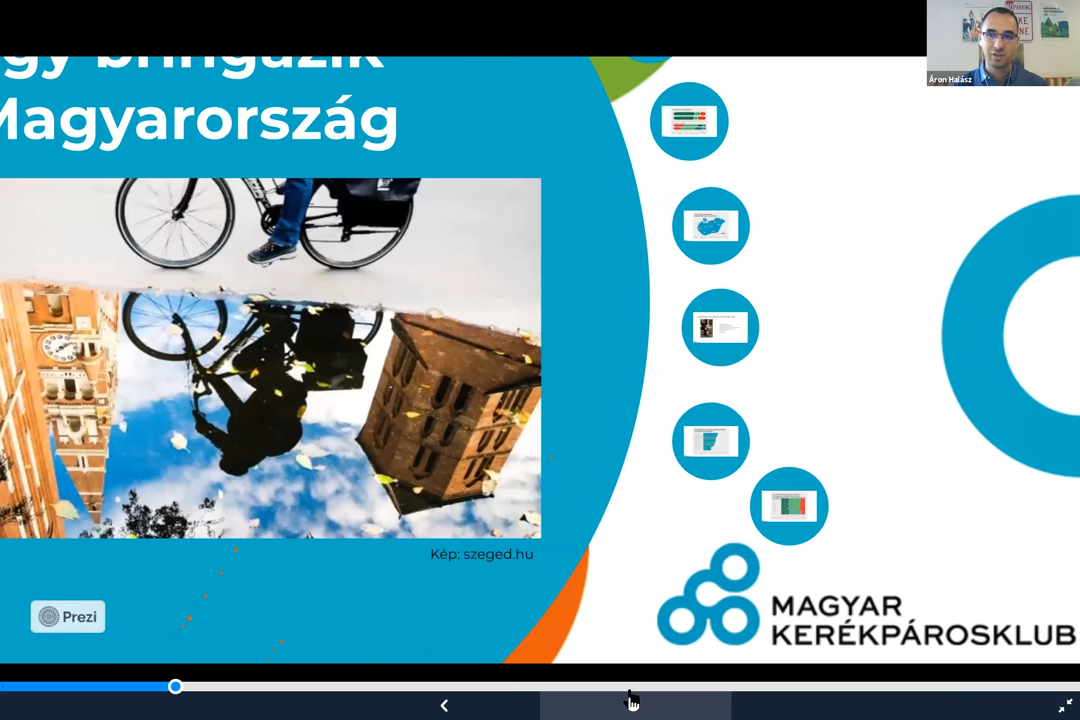 gy bringázik
Magyarország
Áron Halász
Kép: szeged.hu
Prezi
MAGYAR
KERÉKPÁROSKLUB